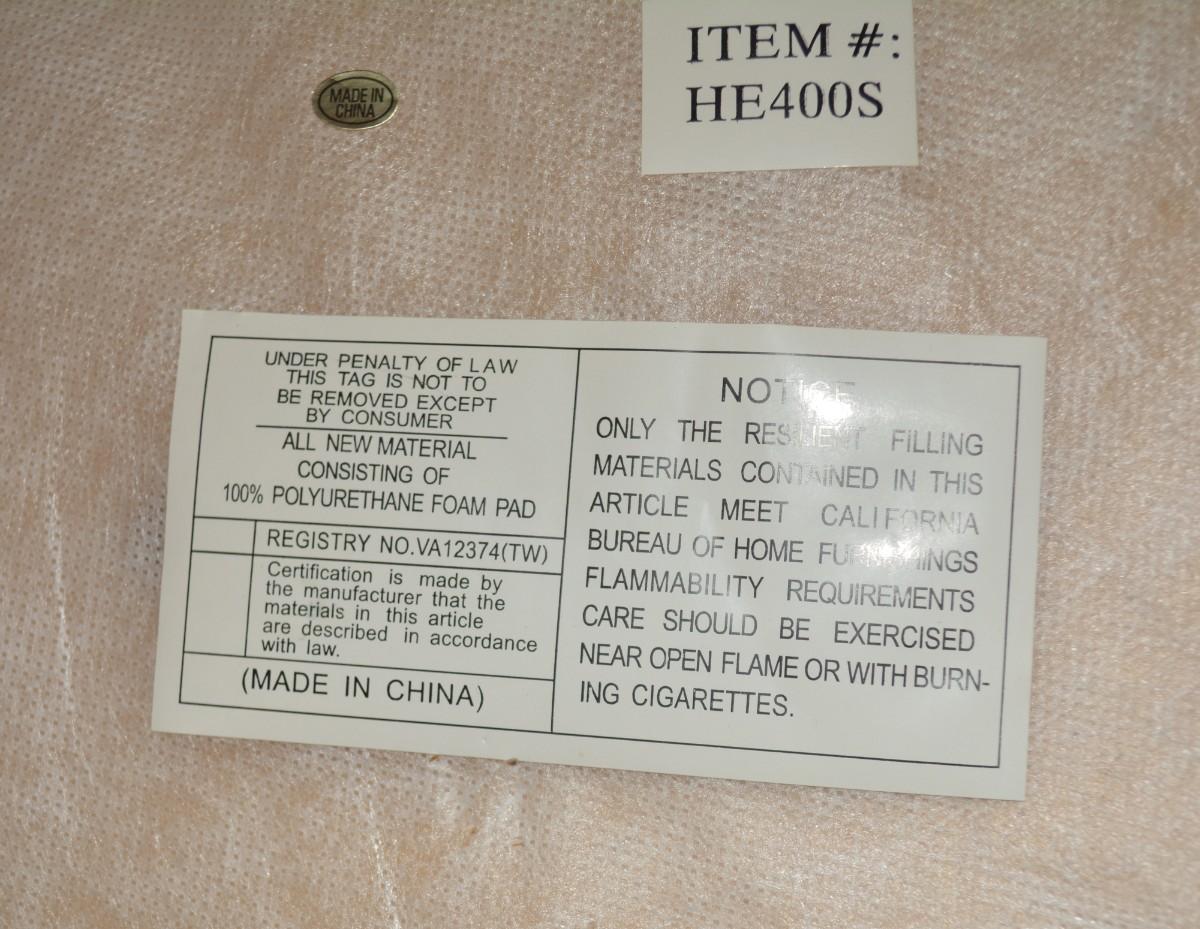 MADE IN
CHINA
ITEM #:
HE400S
UNDER PENALTY OF LAW
THIS TAG IS NOT TO
BE REMOVED EXCEPT
BY CONSUMER
ALL NEW MATERIAL
CONSISTING OF
100% POLYURETHANE FOAM PAD
REGISTRY NO.VA12374(TW)
Certification is made by
the manufacturer that the
materials in this article
are described in accordance
with law.
(MADE IN CHINA)
NOTICE
ONLY THE RESILIENT FILLING
MATERIALS CONTAINED IN THIS
ARTICLE MEET CALIFORNIA
BUREAU OF HOME FURNISHINGS
FLAMMABILITY REQUIREMENTS
CARE SHOULD BE EXERCISED
NEAR OPEN FLAME OR WITH BURN-
ING CIGARETTES.